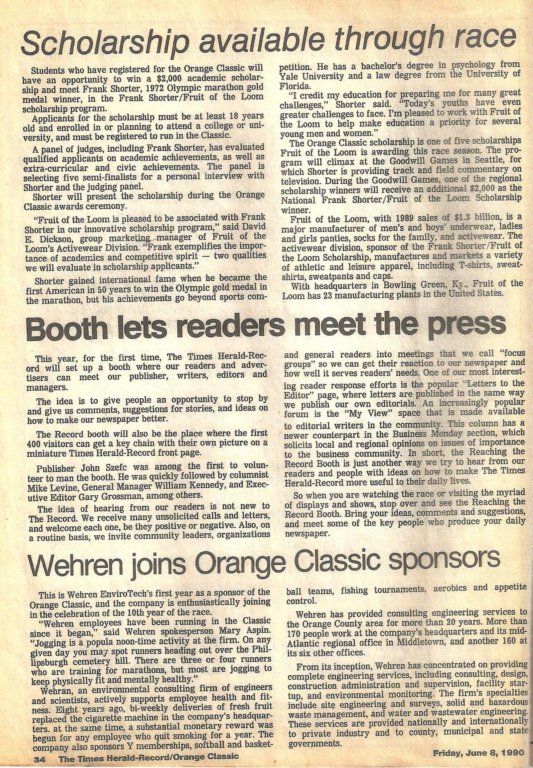 Scholarship available through race
Students who have registered for the Orange Classic will
have an opportunity to win a $2,000 academic scholar-
ship and meet Frank Shorter, 1972 Olympic marathon gold
medal winner, in the Frank Shorter/Fruit of the Loom
scholarship program.
Applicants for the scholarship must be at least 18 years
old and enrolled in or planning to attend a college or uni-
versity, and must be registered to run in the Classic.
A panel of judges, including Frank Shorter, has evaluated
qualified applicants on academic achievements, as well as
extra-curricular and civic achievements. The panel is
selecting five semi-finalists for a personal interview with
Shorter and the judging panel.
Shorter will present the scholarship during the Orange
Classic awards ceremony.
"Fruit of the Loom is pleased to be associated with Frank
Shorter in our innovative scholarship program," said David
E. Dickson, group marketing manager of Fruit of the
Loom's Activewear Division. "Frank exemplifies the impor-
tance of academics and competitive spirit — two qualities
we will evaluate in scholarship applicants."
Shorter gained international fame when he became the
first American in 50 years to win the Olympic gold medal in
the marathon, but his achievements go beyond sports com-
petition. He has a bachelor's degree in psychology from
Yale University and a law degree from the University of
Florida.
"I credit my education for preparing me for many great
challenges," Shorter said. "Today's youths have even
greater challenges to face. I'm pleased to work with Fruit of
the Loom to help make education a priority for several
young men and women."
The Orange Classic scholarship is one of five scholarships
Fruit of the Loom is awarding this race season. The pro-
gram will climax at the Goodwill Games in Seattle, for
which Shorter is providing track and field commentary on
television. During the Goodwill Games, one of the regional
scholarship winners will receive an additional $2,000 as the
National Frank Shorter/Fruit of the Loom Scholarship
winner.
Fruit of the Loom, with 1989 sales of $1.3 billion, is a
major manufacturer of men's and boys' underwear, ladies
and girls panties, socks for the family, and activewear. The
activewear division, sponsor of the Frank Shorter/Fruit of
the Loom Scholarship, manufactures and markets a variety
of athletic and leisure apparel, including T-shirts, sweat-
shirts, sweatpants and caps.
With headquarters in Bowling Green, Ky., Fruit of the
Loom has 23 manufacturing plants in the United States.
Booth lets readers meet the press
This year, for the first time, The Times Herald-Rec-
ord will set up a booth where our readers and adver-
tisers can meet our publisher, writers, editors and
managers.
The idea is to give people an opportunity to stop by
and give us comments, suggestions for stories, and ideas on
how to make our newspaper better.
The Record booth will also be the place where the first
400 visitors can get a key chain with their own picture on a
miniature Times Herald-Record front page.
Publisher John Szefc was among the first to volun-
teer to man the booth. He was quickly followed by columnist
Mike Levine, General Manager William Kennedy, and Exec-
utive Editor Gary Grossman, among others.
The idea of hearing from our readers is not new to
The Record. We receive many unsolicited calls and letters,
and welcome each one, be they positive or negative. Also, on
a routine basis, we invite community leaders, organizations
and general readers into meetings that we call "focus
groups" so we can get their reaction to our newspaper and
how well it serves readers' needs. One of our most interest-
ing reader response efforts is the popular "Letters to the
Editor" page, where letters are published in the same way
we publish our own editorials. An increasingly popular
forum is the "My View" space that is made available
to editorial writers in the community. This column has a
newer counterpart in the Business Monday section, which
solicits local and regional opinions on issues of importance
to the business community. In short, the Reaching the
Record Booth is just another way we try to hear from our
readers and people with ideas on how to make The Times
Herald-Record more useful to their daily lives.
So when you are watching the race or visiting the myriad
of displays and shows, stop over and see the Reaching the
Record Booth. Bring your ideas, comments and suggestions,
and meet some of the key people who produce your daily
newspaper.
Wehren joins Orange Classic sponsors
This is Wehren EnviroTech's first year as a sponsor of the
Orange Classic, and the company is enthusiastically joining
in the celebration of the 10th year of the race.
"Wehren employees have been running in the Classic
since it began," said Wehren spokesperson Mary Aspin.
"Jogging is a popula noon-time activity at the firm. On any
given day you may spot runners heading out over the Phil-
lipsburgh cemetery hill. There are three or four runners
who are training for marathons, but most are jogging to
keep physically fit and mentally healthy."
Wehran, an environmental consulting firm of engineers
and scientists, actively supports employee health and fit-
ness. Eight years ago, bi-weekly deliveries of fresh fruit
replaced the cigarette machine in the company's headquar-
ters. at the same time, a substantial monetary reward was
begun for any employee who quit smoking for a year. The
company also sponsors Y memberships, softball and basket-
ball teams, fishing tournaments, aerobics and appetite
control.
Wehren has provided consulting engineering services to
the Orange County area for more than 20 years. More than
170 people work at the company's headquarters and its mid-
Atlantic regional office in Middletown, and another 160 at
its six other offices.
From its inception, Wehren has concentrated on providing
complete engineering services, including consulting, design,
construction administration and supervision, facility star-
tup, and environmental monitoring. The firm's specialties
include site engineering and surveys, solid and hazardous
waste management, and water and wastewater engineering.
These services are provided nationally and internationally
to private industry and to county, municipal and state
governments.
34 The Times Herald-Record/Orange Classic
Friday, June 8, 1990